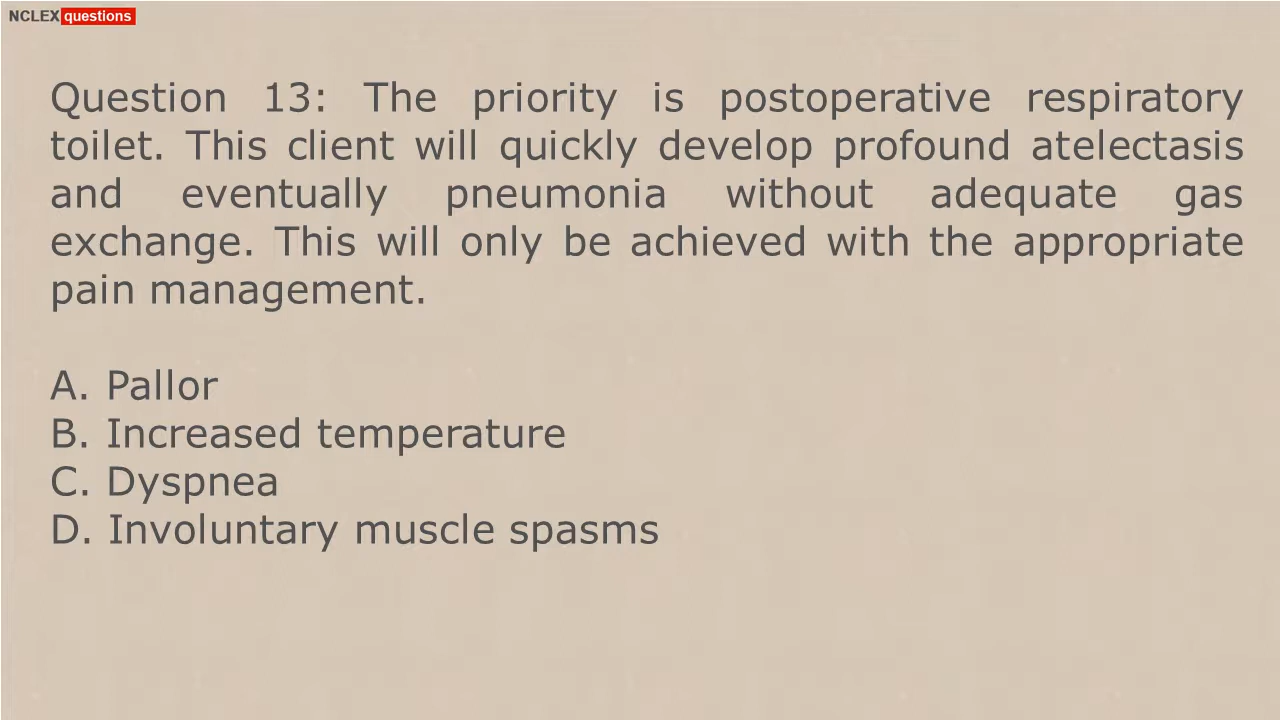 NCLEX questions
Question 13: The priority is postoperative respiratory
toilet. This client will quickly develop profound atelectasis
and eventually pneumonia without adequate gas
exchange. This will only be achieved with the appropriate
pain management.
A. Pallor
B. Increased temperature
C. Dyspnea
D. Involuntary muscle spasms